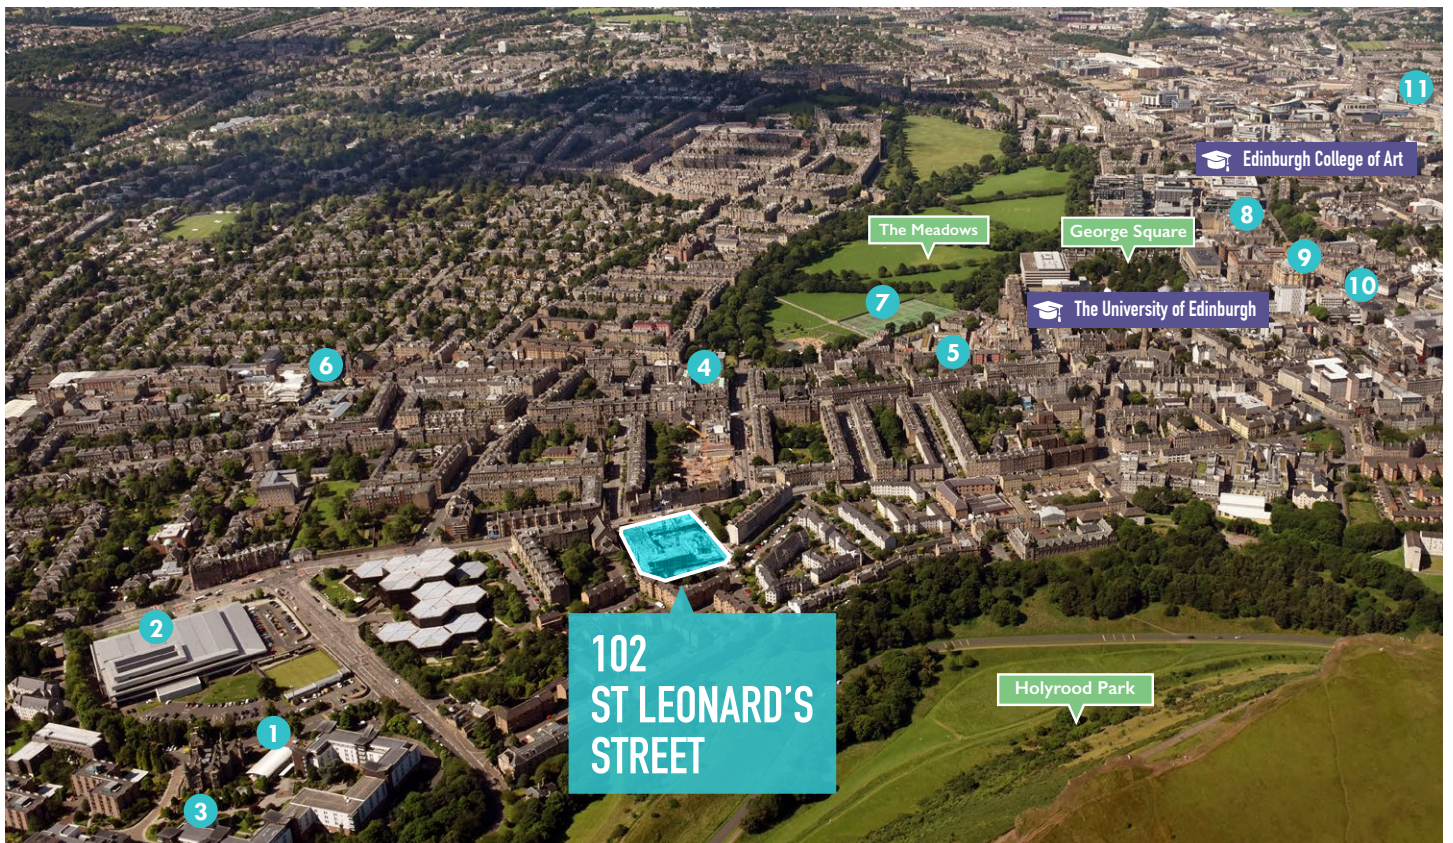 11
Edinburgh College of Art
8
The Meadows
George Square
9
10
7
The University of Edinburgh
5
6
4
2
102
ST LEONARD'S
STREET
Holyrood Park
1
3